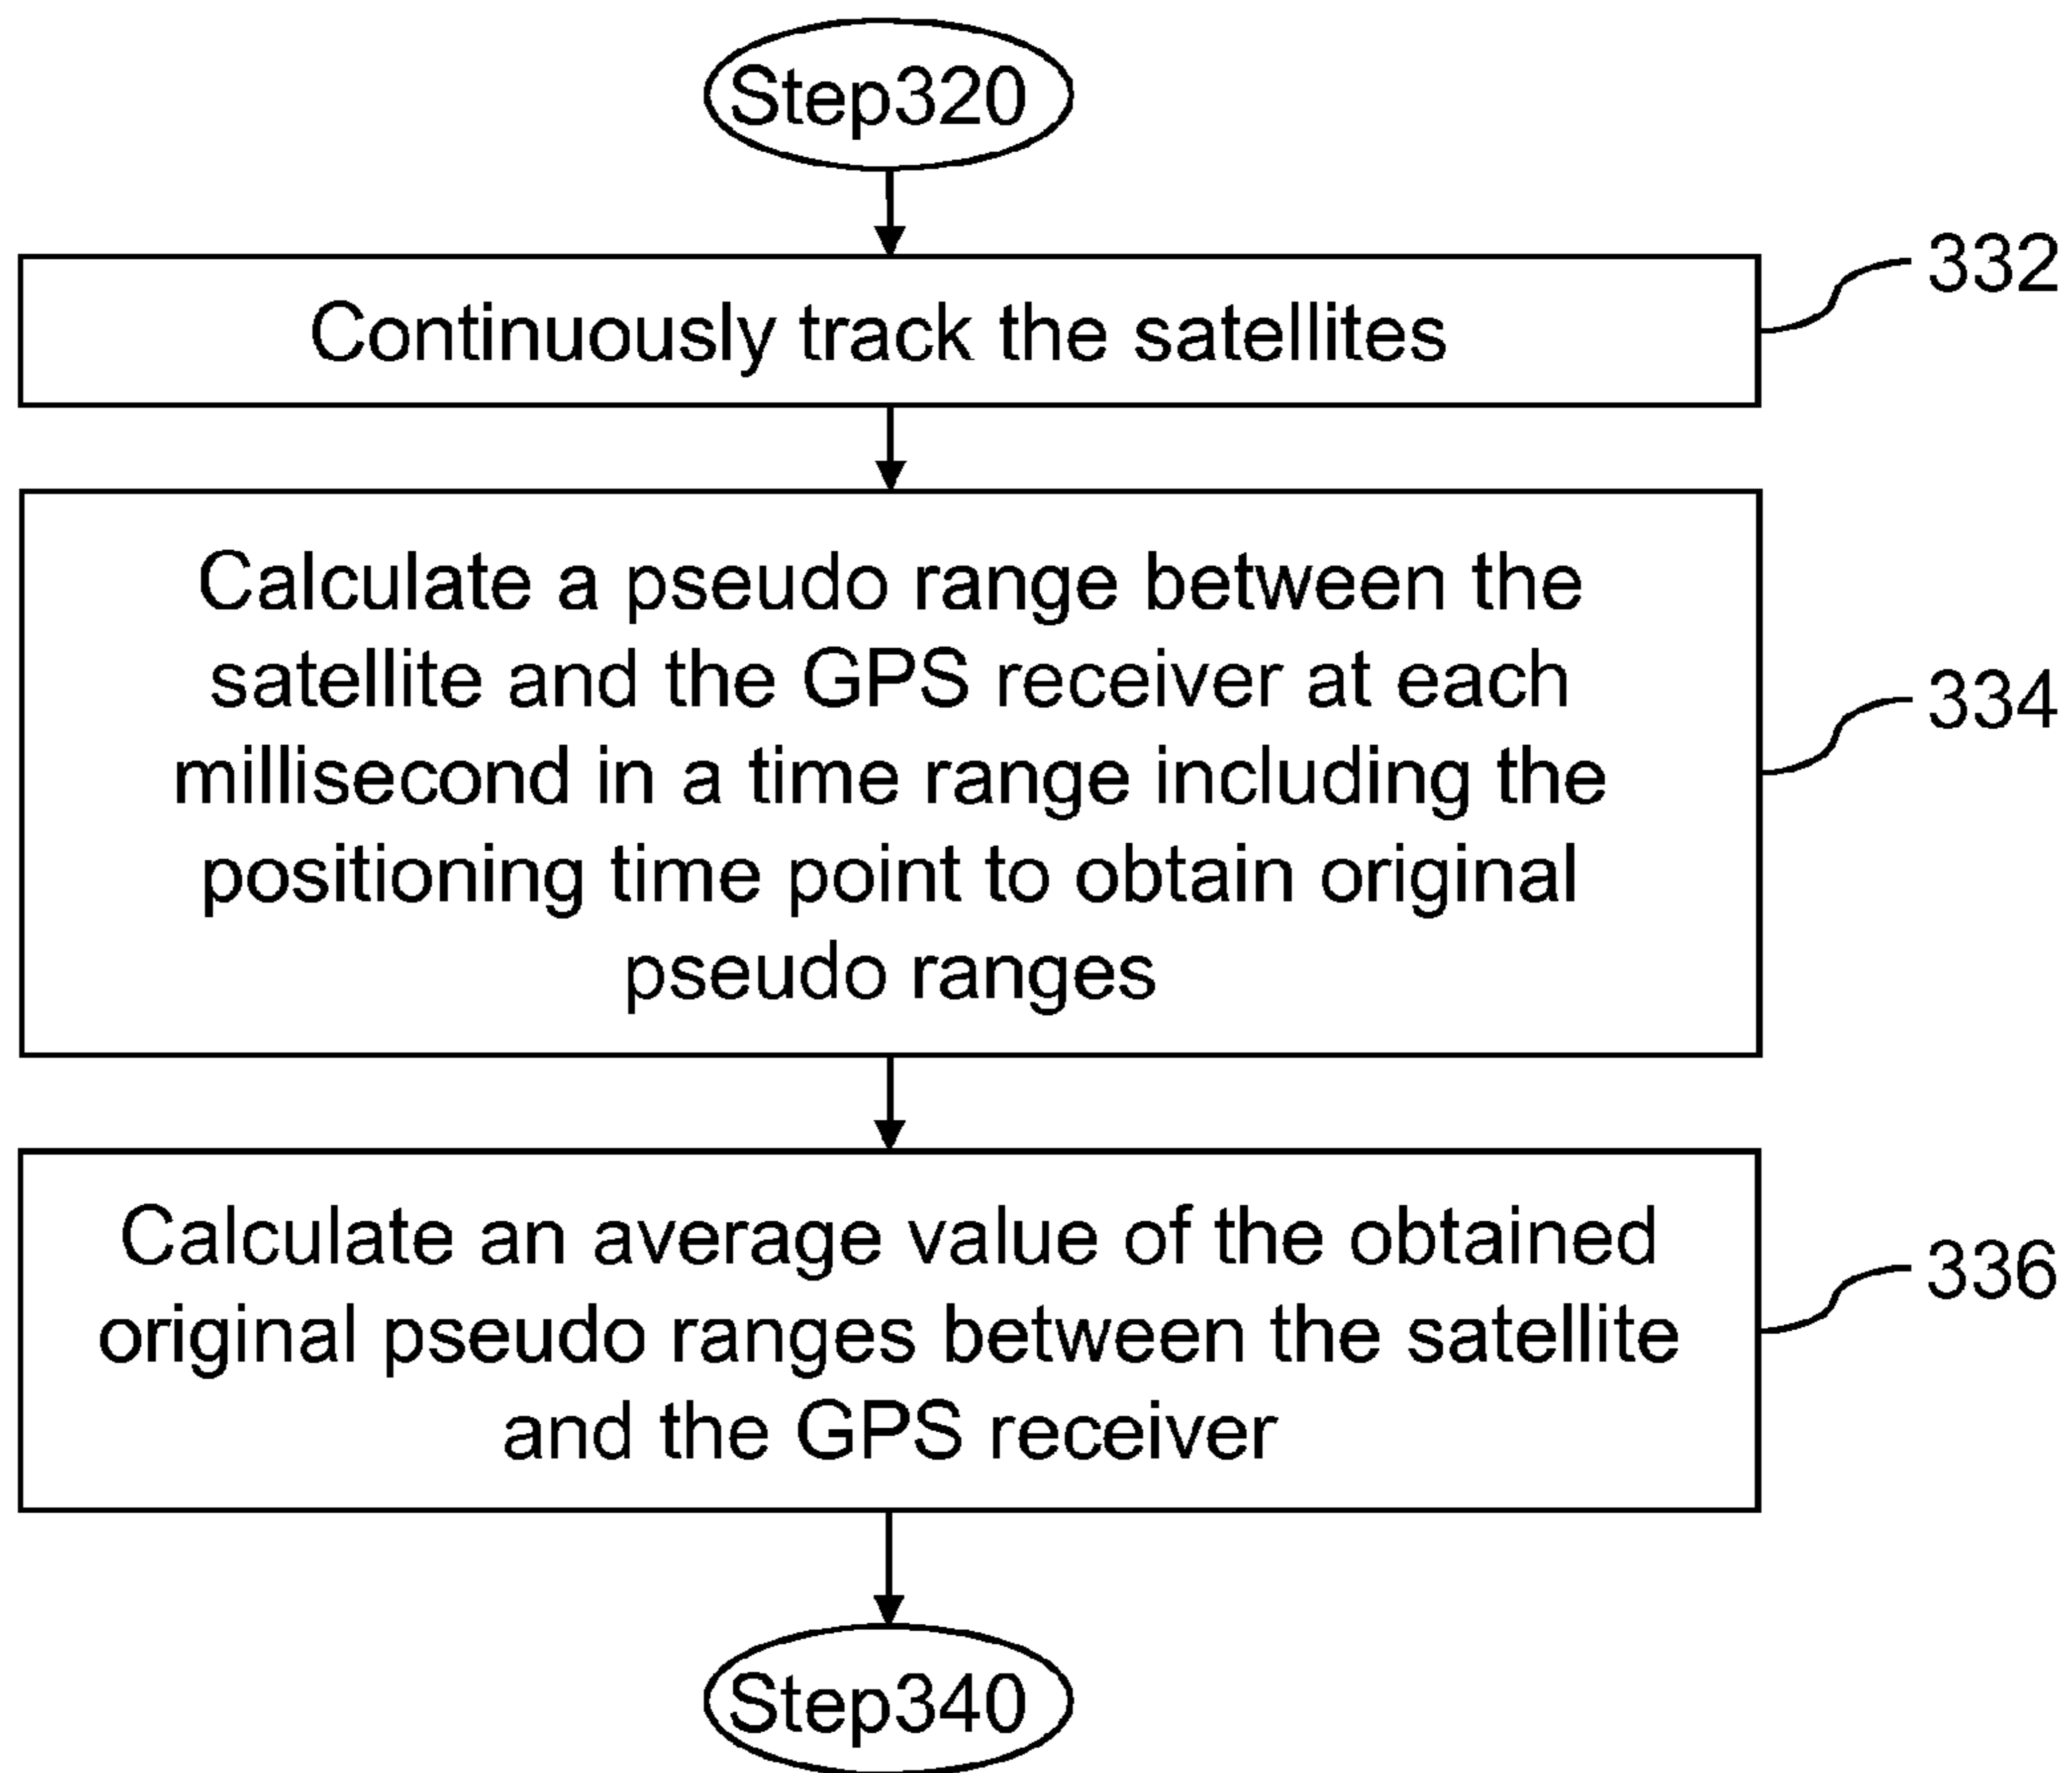 Step320
332
Continuously track the satellites
Calculate a pseudo range between the
satellite and the GPS receiver at each
millisecond in a time range including the
positioning time point to obtain original
pseudo ranges
334
Calculate an average value of the obtained
original pseudo ranges between the satellite
and the GPS receiver
336
Step340